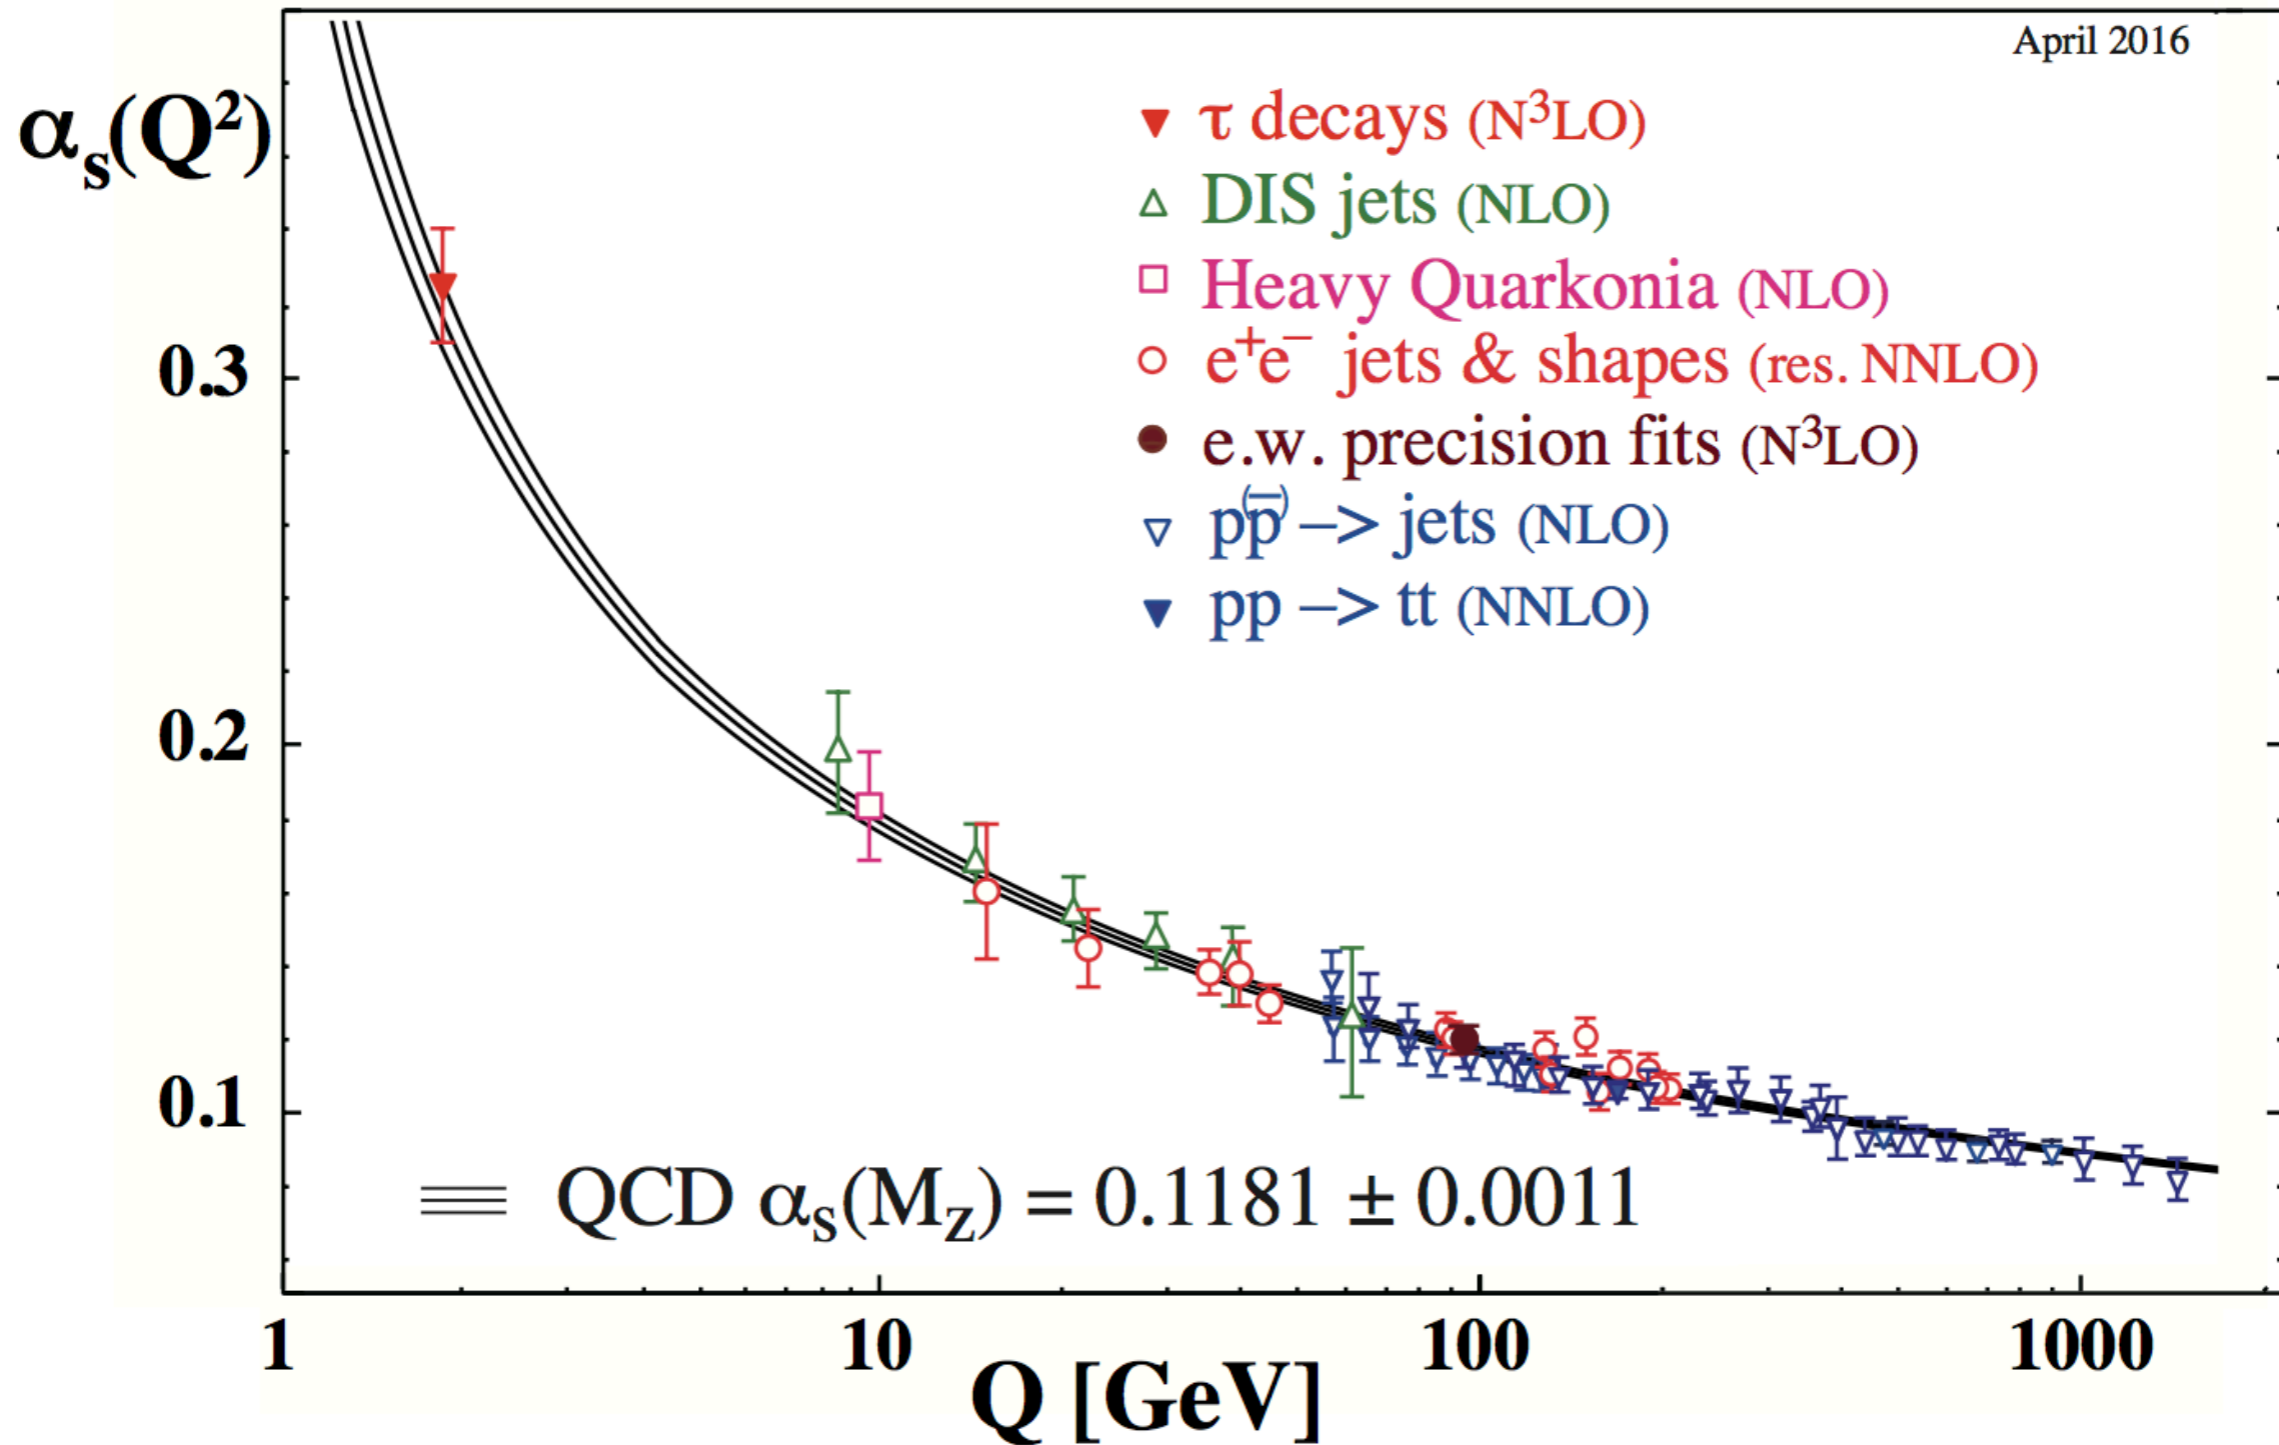 April 2016
αₛ(Q²)
τ decays (N³LO)
DIS jets (NLO)
Heavy Quarkonia (NLO)
e⁺e⁻ jets & shapes (res. NNLO)
e.w. precision fits (N³LO)
pp̅⁽⁾ –> jets (NLO)
pp –> tt (NNLO)
0.3
0.2
0.1
QCD αₛ(M_Z) = 0.1181 ± 0.0011
1 10 100 1000
Q [GeV]